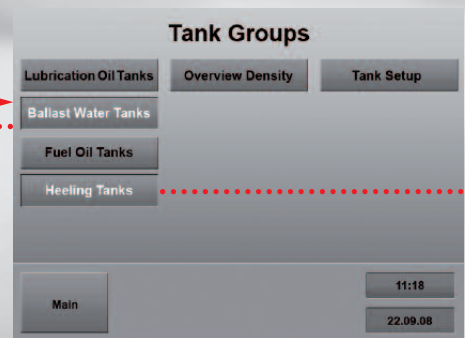 Tank Groups
Lubrication Oil Tanks
Overview Density
Tank Setup
Ballast Water Tanks
Fuel Oil Tanks
Heeling Tanks
Main
11:18
22.09.08